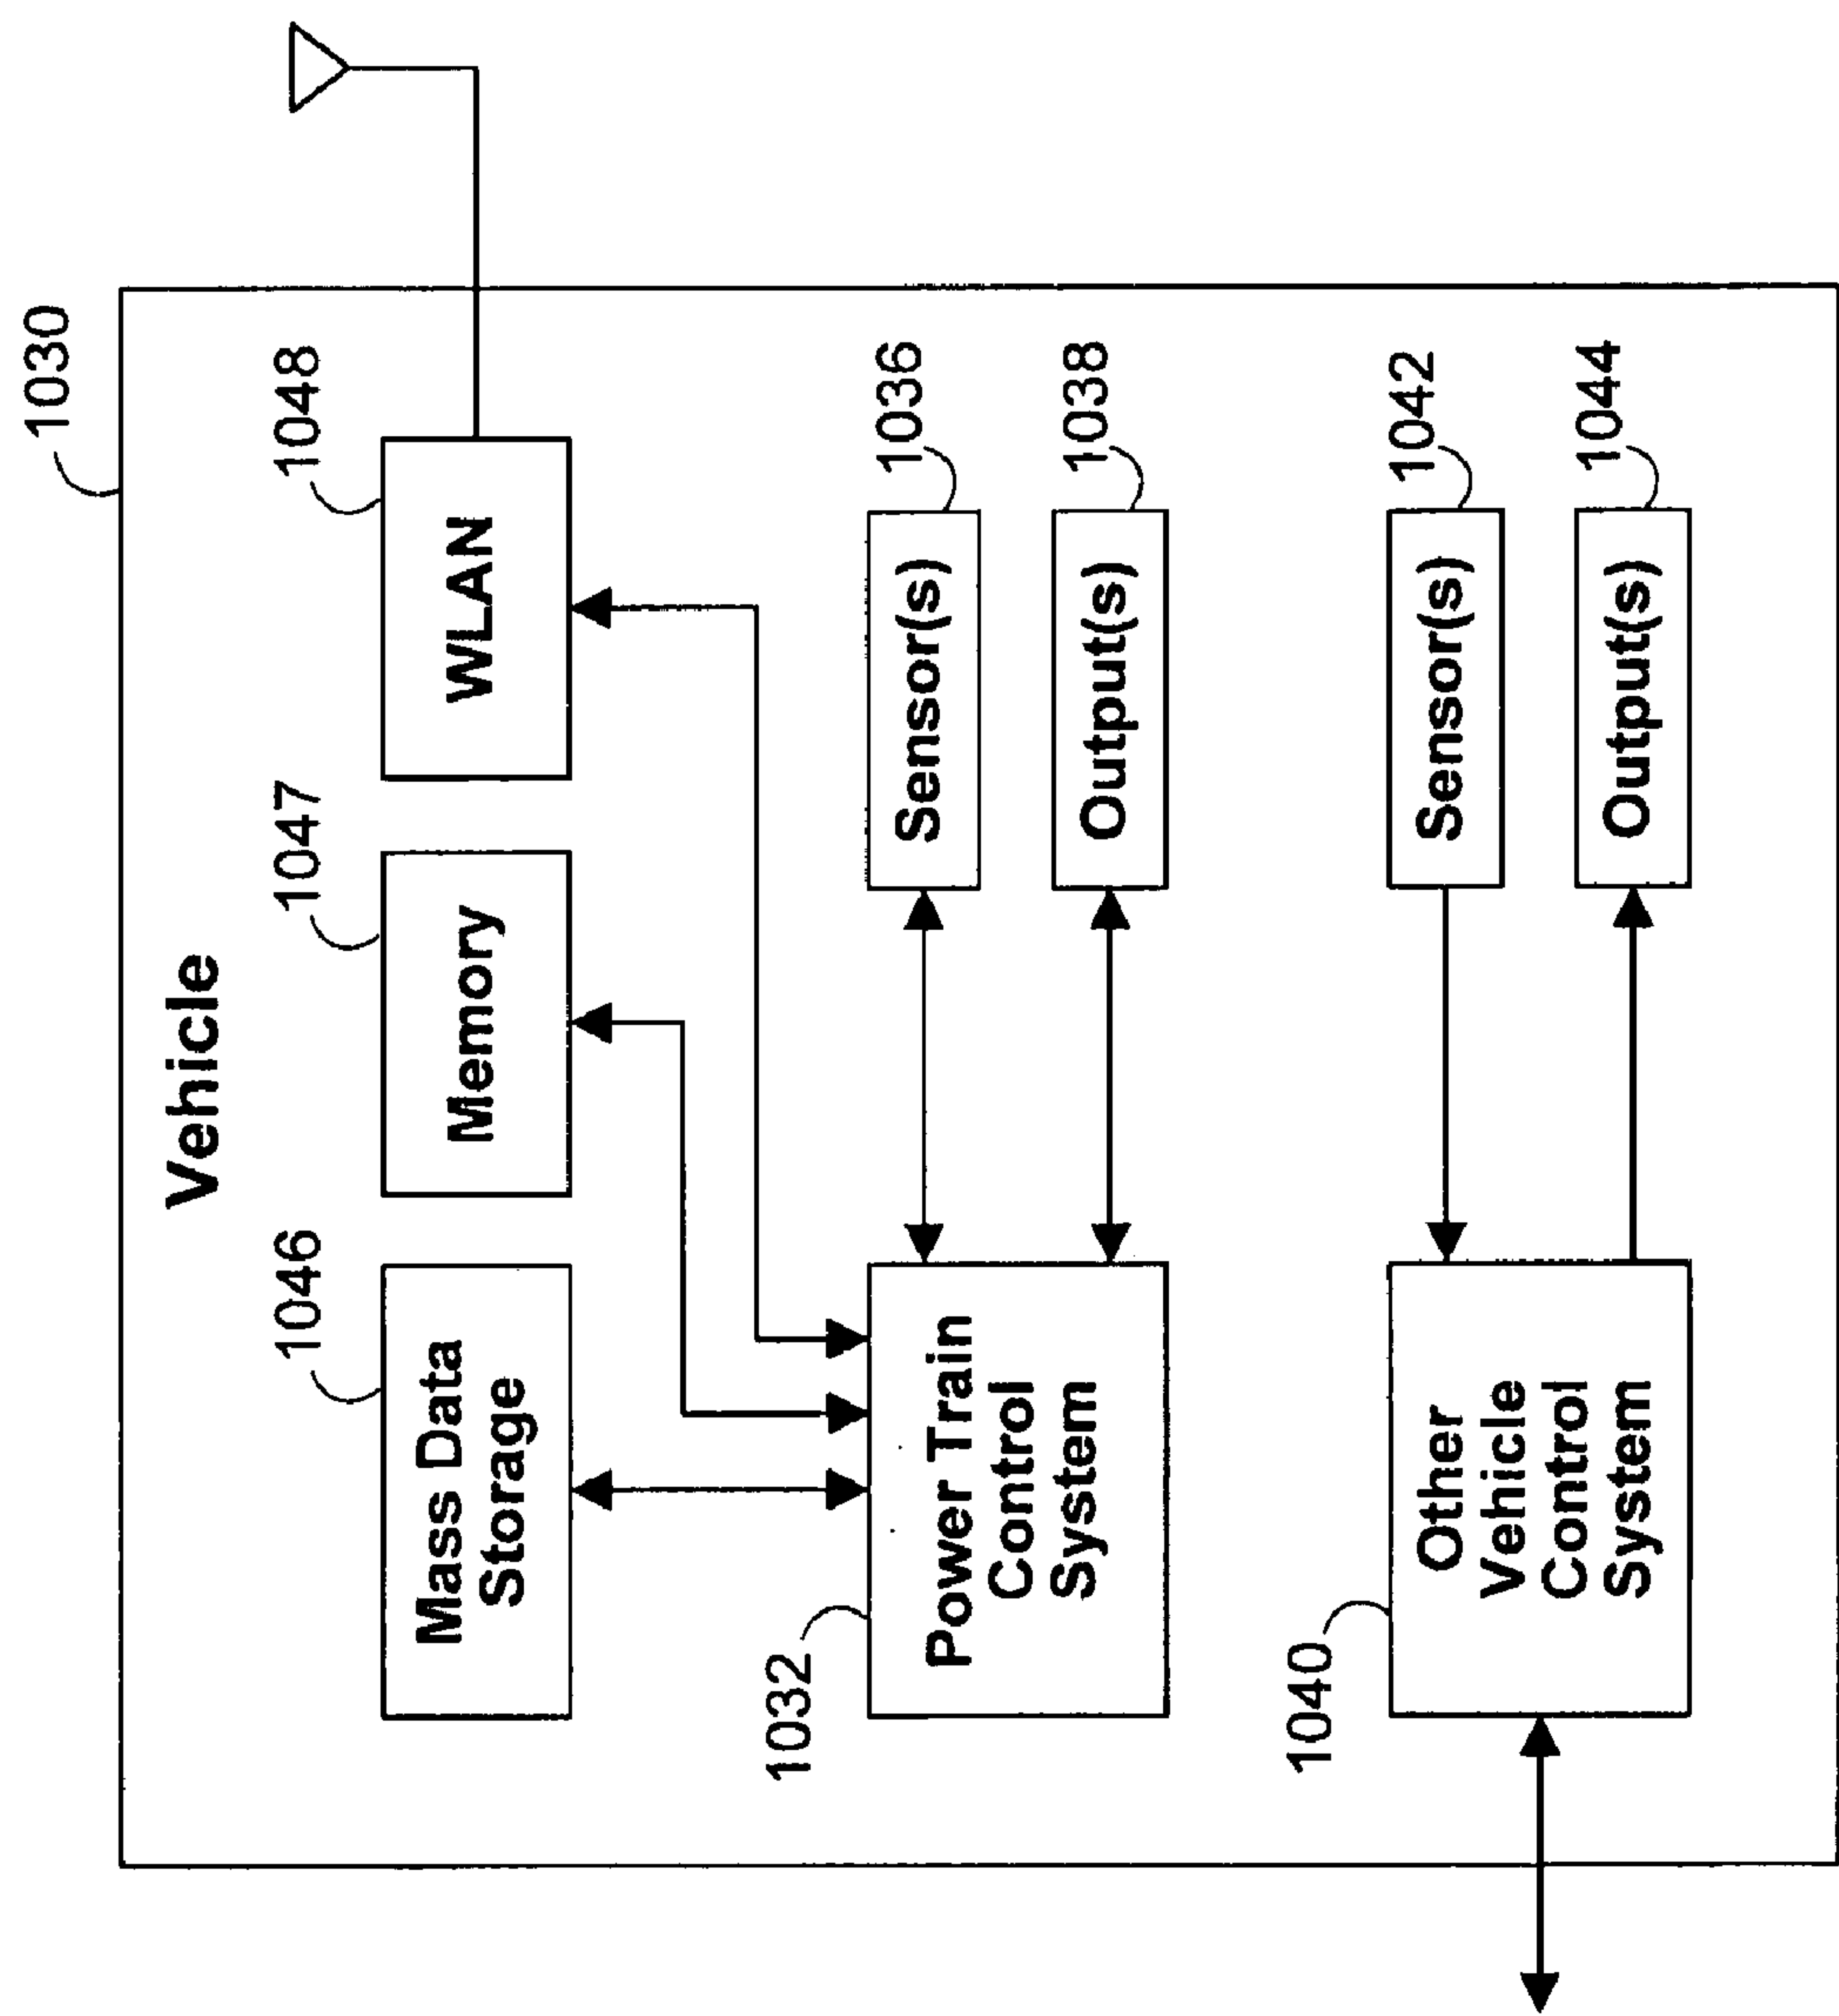 1030
Vehicle
1046
1047
1048
Mass Data
Storage
Memory
WLAN
1032
Power Train
Control
System
Sensor(s)
1036
Output(s)
1038
1040
Other
Vehicle
Control
System
Sensor(s)
1042
Output(s)
1044